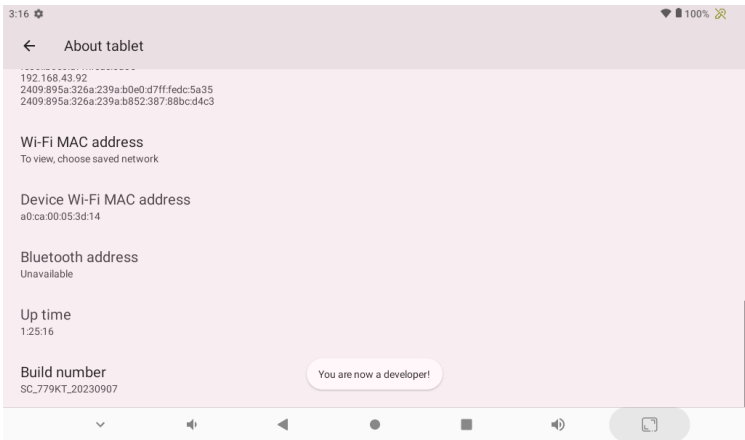 3:16
100%
About tablet
192.168.43.92
2409:895a:326a:239a:b0e0:d7ff:fedc:5a35
2409:895a:326a:239a:b852:387:88bc:d4c3
Wi-Fi MAC address
To view, choose saved network
Device Wi-Fi MAC address
a0:ca:00:05:3d:14
Bluetooth address
Unavailable
Up time
1:25:16
Build number
SC_779KT_20230907
You are now a developer!